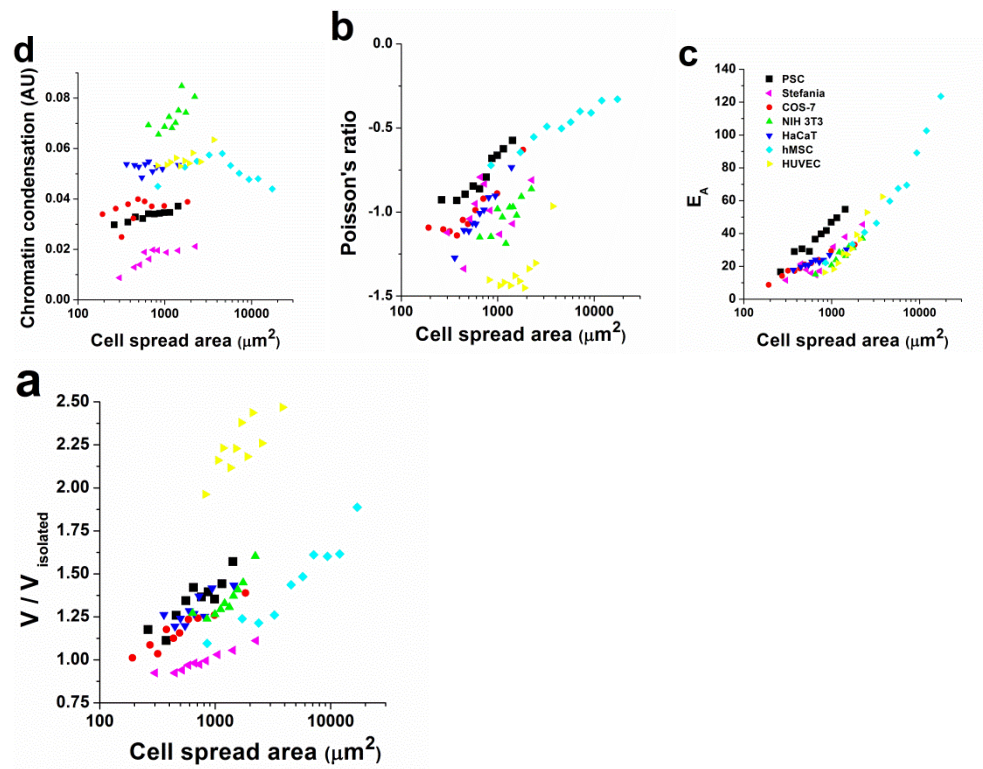 d
Chromatin condensation (AU)
0.08
0.06
0.04
0.02
0.00
100
1000
10000
Cell spread area (μm²)
b
Poisson's ratio
0.0
-0.5
-1.0
-1.5
100
1000
10000
Cell spread area (μm²)
c
E_A
140
120
100
80
60
40
20
0
PSC
Stefania
COS-7
NIH 3T3
HaCaT
hMSC
HUVEC
100
1000
10000
Cell spread area (μm²)
a
V / V isolated
2.50
2.25
2.00
1.75
1.50
1.25
1.00
0.75
100
1000
10000
Cell spread area (μm²)